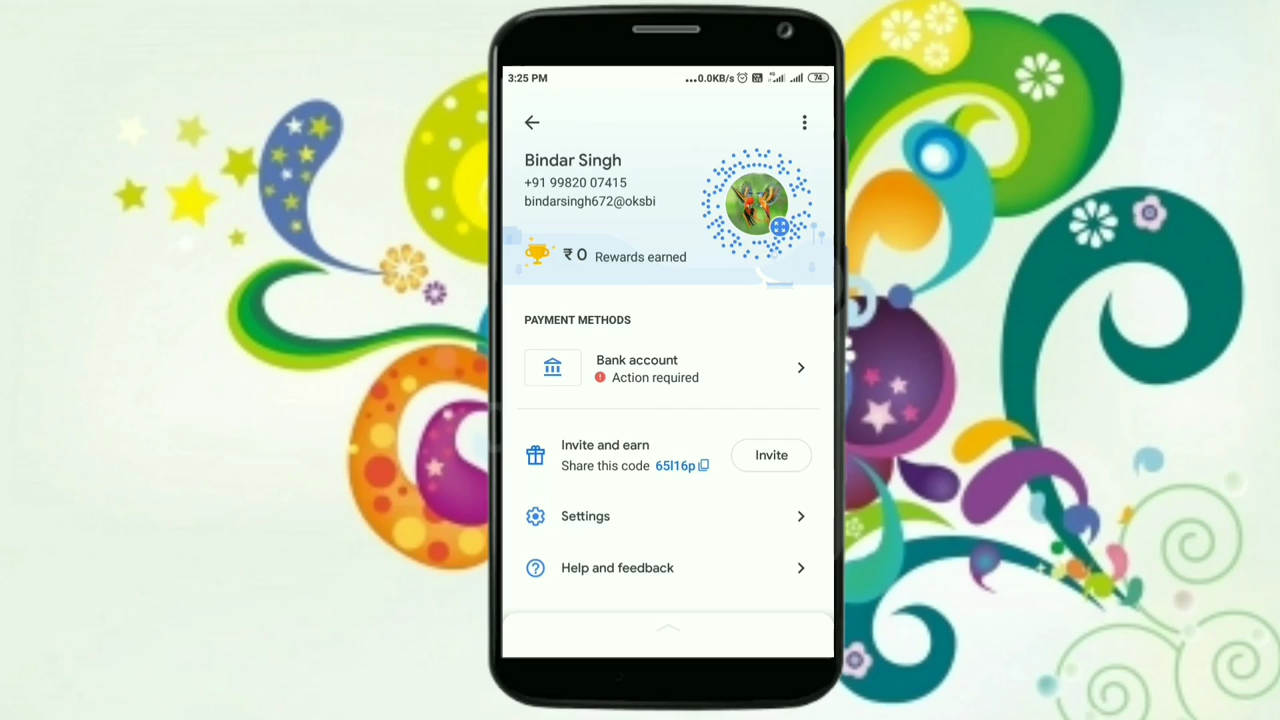 3:25 PM
...0.0KB/s
74
Bindar Singh
+91 99820 07415
bindarsingh672@oksbi
₹ 0 Rewards earned
PAYMENT METHODS
Bank account
Action required
Invite and earn
Share this code 65l16p
Invite
Settings
Help and feedback